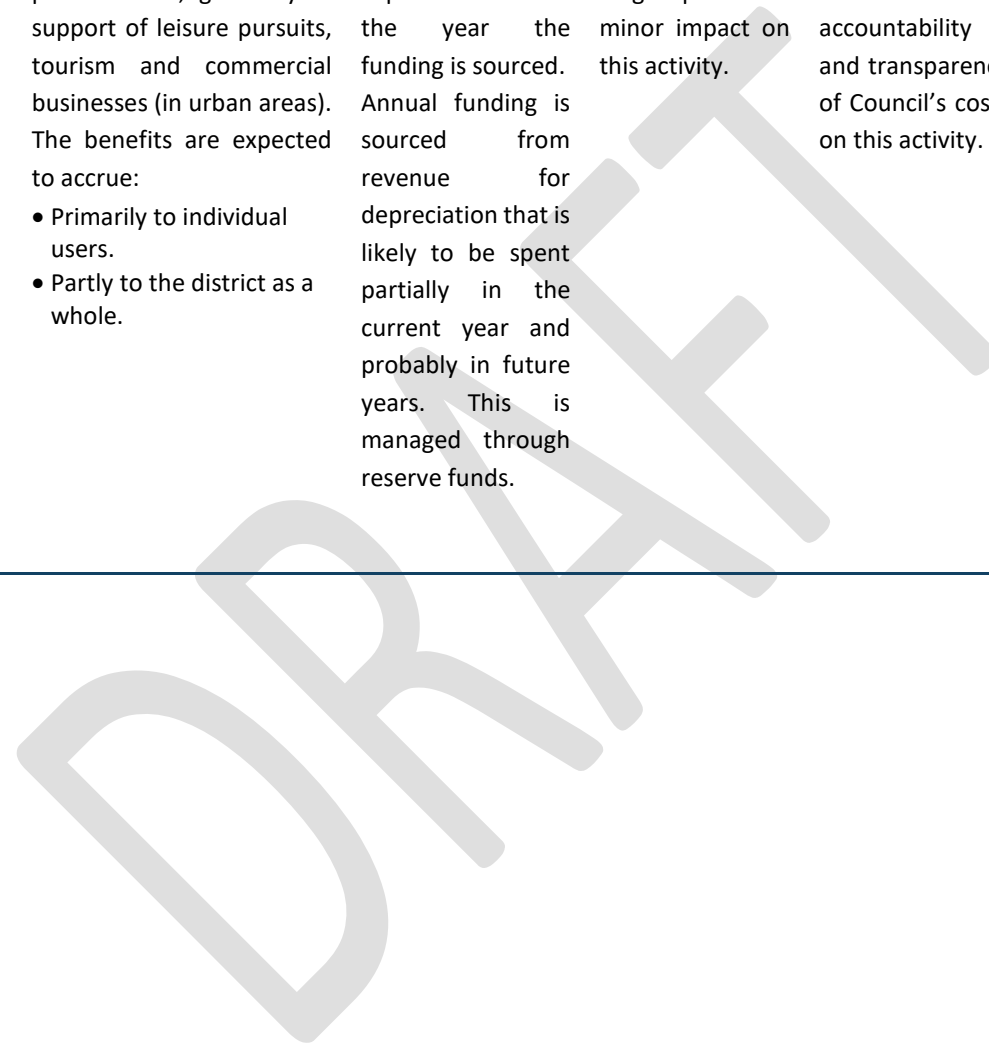 support of leisure pursuits,
tourism and commercial
businesses (in urban areas).
The benefits are expected
to accrue:
• Primarily to individual
users.
• Partly to the district as a
whole.
the year the
funding is sourced.
Annual funding is
sourced from
revenue for
depreciation that is
likely to be spent
partially in the
current year and
probably in future
years. This is
managed through
reserve funds.
minor impact on
this activity.
accountability
and
of Council's
on this activity.
DRAFT